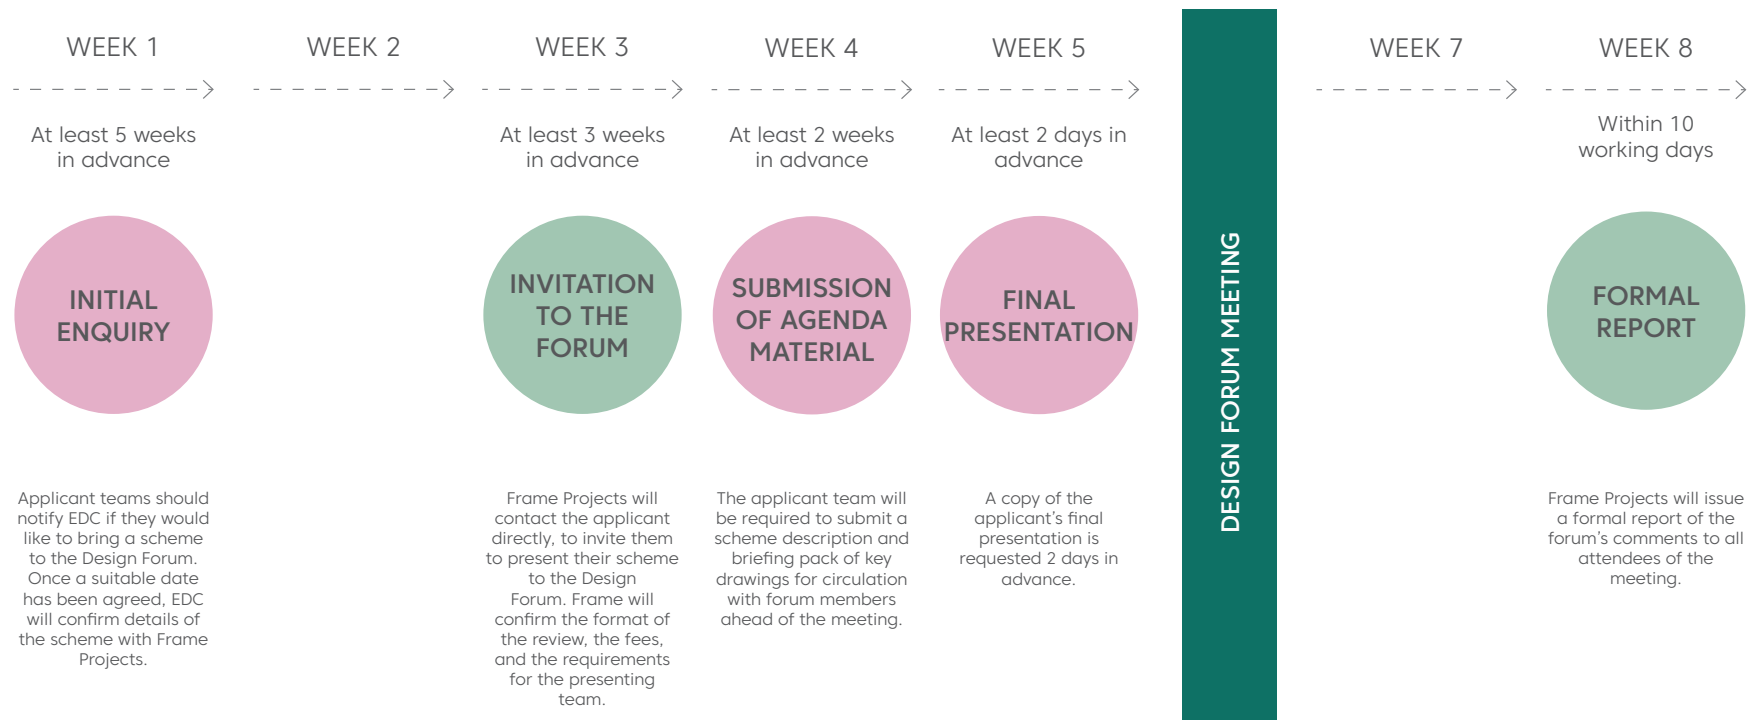 WEEK 1
At least 5 weeks
in advance
INITIAL
ENQUIRY
Applicant teams should
notify EDC if they would
like to bring a scheme
to the Design Forum.
Once a suitable date
has been agreed, EDC
will confirm details of
the scheme with Frame
Projects.
WEEK 2
WEEK 3
At least 3 weeks
in advance
INVITATION
TO THE
FORUM
Frame Projects will
contact the applicant
directly, to invite them
to present their scheme
to the Design
Forum. Frame will
confirm the format of
the review, the fees,
and the requirements
for the presenting
team.
WEEK 4
At least 2 weeks
in advance
SUBMISSION
OF AGENDA
MATERIAL
The applicant team will
be required to submit a
scheme description and
briefing pack of key
drawings for circulation
with forum members
ahead of the meeting.
WEEK 5
At least 2 days in
advance
FINAL
PRESENTATION
A copy of the
applicant's final
presentation is
requested 2 days in
advance.
DESIGN FORUM MEETING
WEEK 7
WEEK 8
Within 10
working days
FORMAL
REPORT
Frame Projects will issue
a formal report of the
forum's comments to all
attendees of the
meeting.